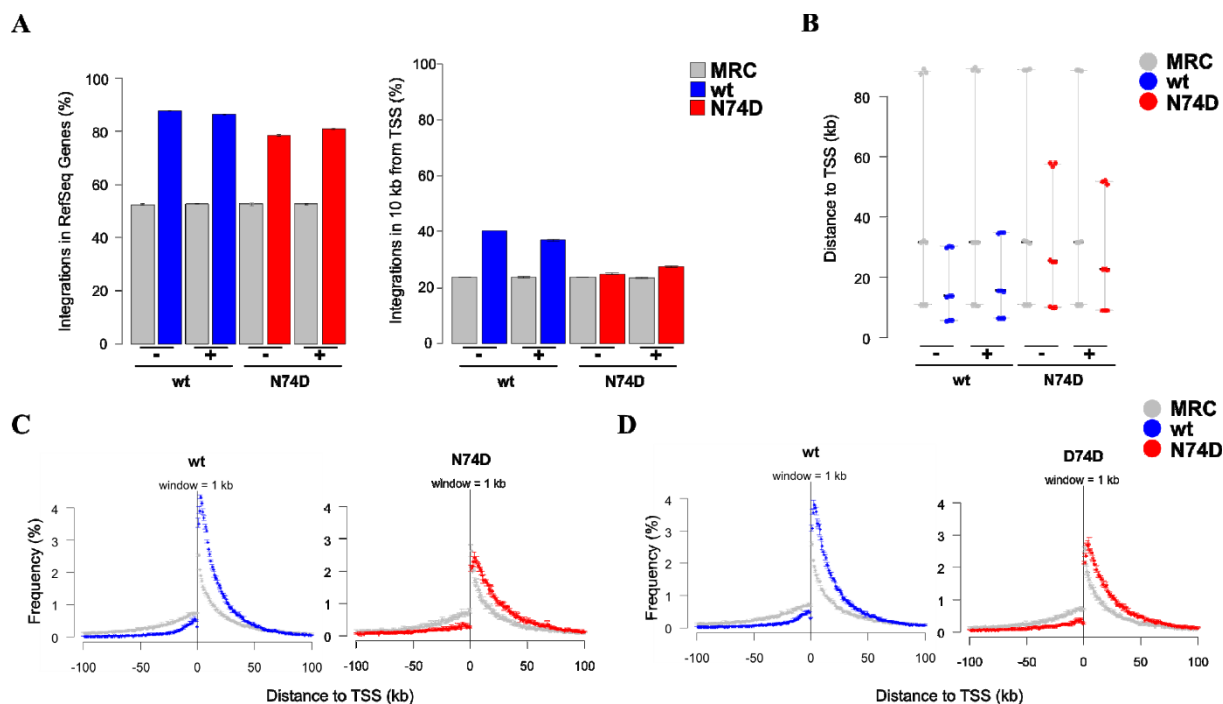 A
Integrations in RefSeq Genes (%)
100
80
60
40
20
0
- + - +
wt N74D
Integrations in 10 kb from TSS (%)
100
80
60
40
20
0
- + - +
wt N74D
MRC
wt
N74D
B
Distance to TSS (kb)
80
60
40
20
0
- + - +
wt N74D
MRC
wt
N74D
C
wt
window = 1 kb
Frequency (%)
4
3
2
1
0
-100 -50 0 50 100
N74D
window = 1 kb
4
3
2
1
0
-100 -50 0 50 100
Distance to TSS (kb)
D
wt
window = 1 kb
Frequency (%)
4
3
2
1
0
-100 -50 0 50 100
D74D
window = 1 kb
4
3
2
1
0
-100 -50 0 50 100
Distance to TSS (kb)
MRC
wt
N74D